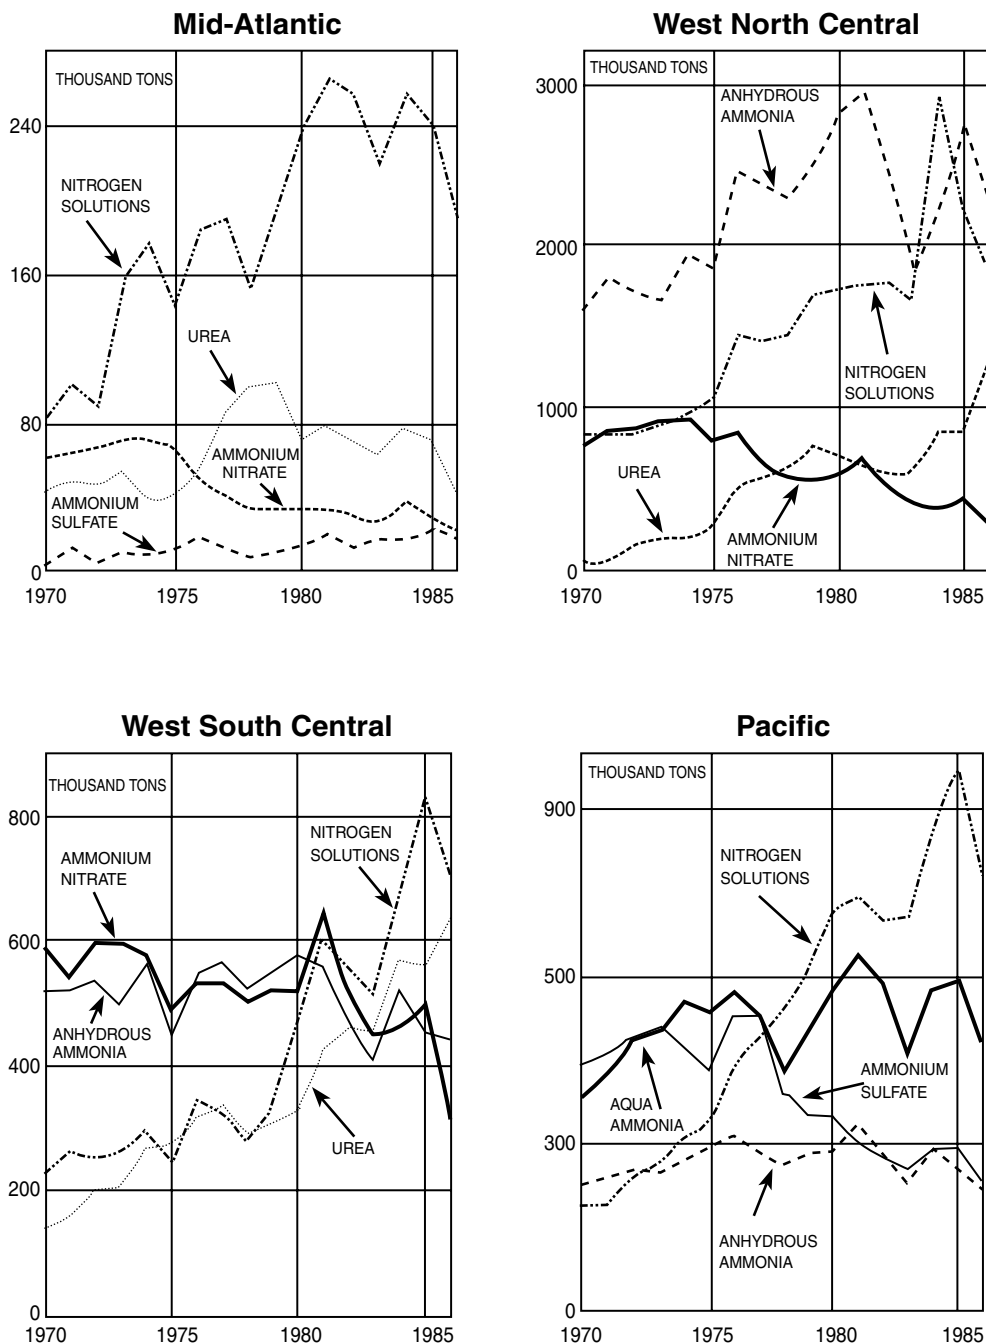 Mid-Atlantic
THOUSAND TONS
240
NITROGEN
SOLUTIONS
160
UREA
80
AMMONIUM
NITRATE
AMMONIUM
SULFATE
0
1970 1975 1980 1985
West North Central
THOUSAND TONS
3000
ANHYDROUS
AMMONIA
2000
NITROGEN
SOLUTIONS
1000
UREA
AMMONIUM
NITRATE
0
1970 1975 1980 1985
West South Central
THOUSAND TONS
800
NITROGEN
SOLUTIONS
AMMONIUM
NITRATE
600
ANHYDROUS
AMMONIA
400
UREA
200
0
1970 1975 1980 1985
Pacific
THOUSAND TONS
900
NITROGEN
SOLUTIONS
500
AMMONIUM
SULFATE
AQUA
AMMONIA
300
ANHYDROUS
AMMONIA
0
1970 1975 1980 1985